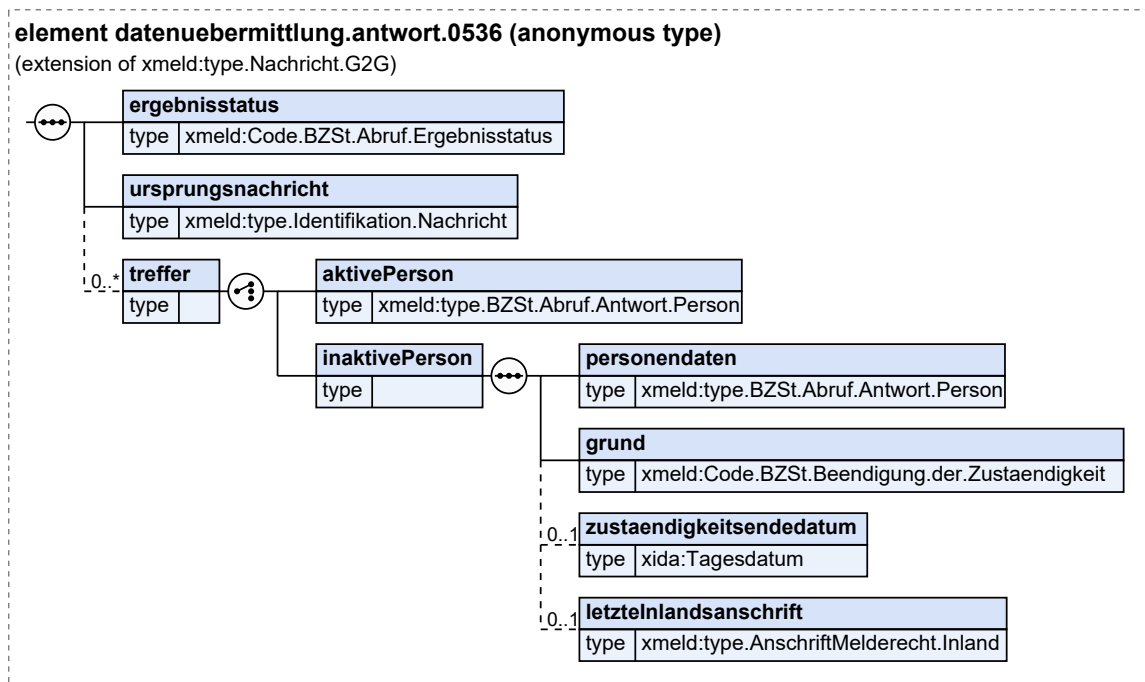 element datenuebermittlung.antwort.0536 (anonymous type)
(extension of xmeld:type.Nachricht.G2G)
ergebnisstatus
type xmeld:Code.BZSt.Abruf.Ergebnisstatus
ursprungsnachricht
type xmeld:type.Identifikation.Nachricht
0..*
treffer
type
aktivePerson
type xmeld:type.BZSt.Abruf.Antwort.Person
inaktivePerson
type
personendaten
type xmeld:type.BZSt.Abruf.Antwort.Person
grund
type xmeld:Code.BZSt.Beendigung.der.Zustaendigkeit
0..1
zustaendigkeitsendedatum
type xida:Tagesdatum
0..1
letzteInlandsanschrift
type xmeld:type.AnschriftMelderecht.Inland